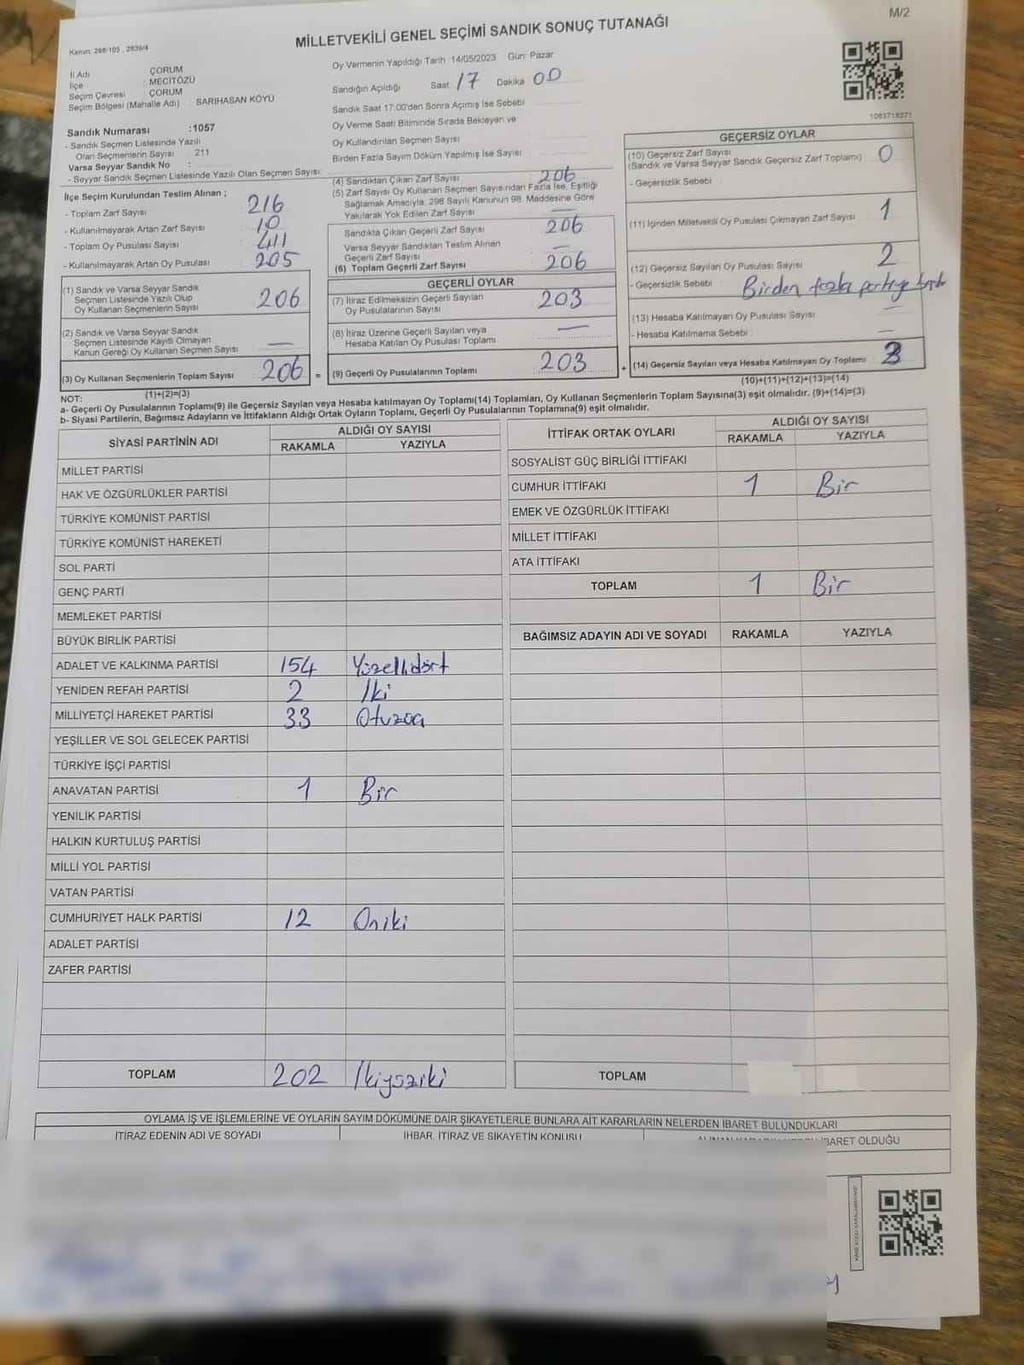 M/2
MİLLETVEKİLİ GENEL SEÇİMİ SANDIK SONUÇ TUTANAĞI
Kanun: 298/105 , 2839/4
1083718271
İl Adı : ÇORUM
İlçe : MECİTÖZÜ
Seçim Çevresi : ÇORUM
Seçim Bölgesi (Mahalle Adı) : SARIHASAN KÖYÜ
Sandık Numarası :1057
- Sandık Seçmen Listesinde Yazılı
Olan Seçmenlerin Sayısı : 211
Varsa Seyyar Sandık No :
- Seyyar Sandık Seçmen Listesinde Yazılı Olan Seçmen Sayısı :
Oy Vermenin Yapıldığı Tarih 14/05/2023 Gün: Pazar
Sandığın Açıldığı Saat 17 Dakika 00
Sandık Saat 17.00'den Sonra Açımış İse Sebebi
Oy Verme Saati Bitiminde Sırada Bekleyen ve
Oy Kullandırılan Seçmen Sayısı
Birden Fazla Sayım Döküm Yapılmış İse Sayısı
İlçe Seçim Kurulundan Teslim Alınan ;
- Toplam Zarf Sayısı 216
- Kullanılmayarak Artan Zarf Sayısı 10
- Toplam Oy Pusulası Sayısı 411
- Kullanılmayarak Artan Oy Pusulası 205
(1) Sandık ve Varsa Seyyar Sandık
Seçmen Listesinde Yazılı Olup
Oy Kullanan Seçmenlerin Sayısı 206
(2) Sandık ve Varsa Seyyar Sandık
Seçmen Listesinde Kayıtlı Olmayan
Kanun Gereği Oy Kullanan Seçmen Sayısı —
(3) Oy Kullanan Seçmenlerin Toplam Sayısı 206 =
(1)+(2)=(3)
(4) Sandıktan Çıkan Zarf Sayısı 206
(5) Zarf Sayısı Oy Kullanan Seçmen Sayısından Fazla İse, Eşitliği
Sağlamak Amacıyla, 298 Sayılı Kanunun 98. Maddesine Göre
Yakılarak Yok Edilen Zarf Sayısı —
Sandıkta Çıkan Geçerli Zarf Sayısı 206
Varsa Seyyar Sandıktan Teslim Alınan
Geçerli Zarf Sayısı —
(6) Toplam Geçerli Zarf Sayısı 206
GEÇERLİ OYLAR
(7) İtiraz Edilmeksizin Geçerli Sayılan
Oy Pusulalarının Sayısı 203
(8) İtiraz Üzerine Geçerli Sayılan veya
Hesaba Katılan Oy Pusulası Toplamı —
(9) Geçerli Oy Pusulalarının Toplamı 203 +
GEÇERSİZ OYLAR
(10) Geçersiz Zarf Sayısı 0
(Sandık ve Varsa Seyyar Sandık Geçersiz Zarf Toplamı)
- Geçersizlik Sebebi
(11) İçinden Milletvekili Oy Pusulası Çıkmayan Zarf Sayısı 1
(12) Geçersiz Sayılan Oy Pusulası Sayısı 2
- Geçersizlik Sebebi Birden fazla partiye
(13) Hesaba Katılmayan Oy Pusulası Sayısı —
- Hesaba Katılmama Sebebi —
(14) Geçersiz Sayılan veya Hesaba Katılmayan Oy Toplamı 3
(10)+(11)+(12)+(13)=(14)
NOT:
a- Geçerli Oy Pusulalarının Toplamı(9) ile Geçersiz Sayılan veya Hesaba katılmayan Oy Toplamı(14) Toplamları, Oy Kullanan Seçmenlerin Toplam Sayısına(3) eşit olmalıdır. (9)+(14)=(3)
b- Siyasi Partilerin, Bağımsız Adayların ve İttifakların Aldığı Ortak Oyların Toplamı, Geçerli Oy Pusulalarının Toplamına(9) eşit olmalıdır.
SİYASİ PARTİNİN ADI ALDIĞI OY SAYISI
RAKAMLA YAZIYLA
MİLLET PARTİSİ
HAK VE ÖZGÜRLÜKLER PARTİSİ
TÜRKİYE KOMÜNİST PARTİSİ
TÜRKİYE KOMÜNİST HAREKETİ
SOL PARTİ
GENÇ PARTİ
MEMLEKET PARTİSİ
BÜYÜK BİRLİK PARTİSİ
ADALET VE KALKINMA PARTİSİ 154 Yüzellidört
YENİDEN REFAH PARTİSİ 2 İki
MİLLİYETÇİ HAREKET PARTİSİ 33 Otuzüç
YEŞİLLER VE SOL GELECEK PARTİSİ
TÜRKİYE İŞÇİ PARTİSİ
ANAVATAN PARTİSİ 1 Bir
YENİLİK PARTİSİ
HALKIN KURTULUŞ PARTİSİ
MİLLİ YOL PARTİSİ
VATAN PARTİSİ
CUMHURİYET HALK PARTİSİ 12 Oniki
ADALET PARTİSİ
ZAFER PARTİSİ
TOPLAM 202 İkiyüziki
İTTİFAK ORTAK OYLARI ALDIĞI OY SAYISI
RAKAMLA YAZIYLA
SOSYALİST GÜÇ BİRLİĞİ İTTİFAKI
CUMHUR İTTİFAKI 1 Bir
EMEK VE ÖZGÜRLÜK İTTİFAKI
MİLLET İTTİFAKI
ATA İTTİFAKI
TOPLAM 1 Bir
BAĞIMSIZ ADAYIN ADI VE SOYADI RAKAMLA YAZIYLA
TOPLAM
OYLAMA İŞ VE İŞLEMLERİNE VE OYLARIN SAYIM DÖKÜMÜNE DAİR ŞİKAYETLERLE BUNLARA AİT KARARLARIN NELERDEN İBARET BULUNDUKLARI
İTİRAZ EDENİN ADI VE SOYADI İHBAR, İTİRAZ VE ŞİKAYETİN KONUSU OLDUĞU